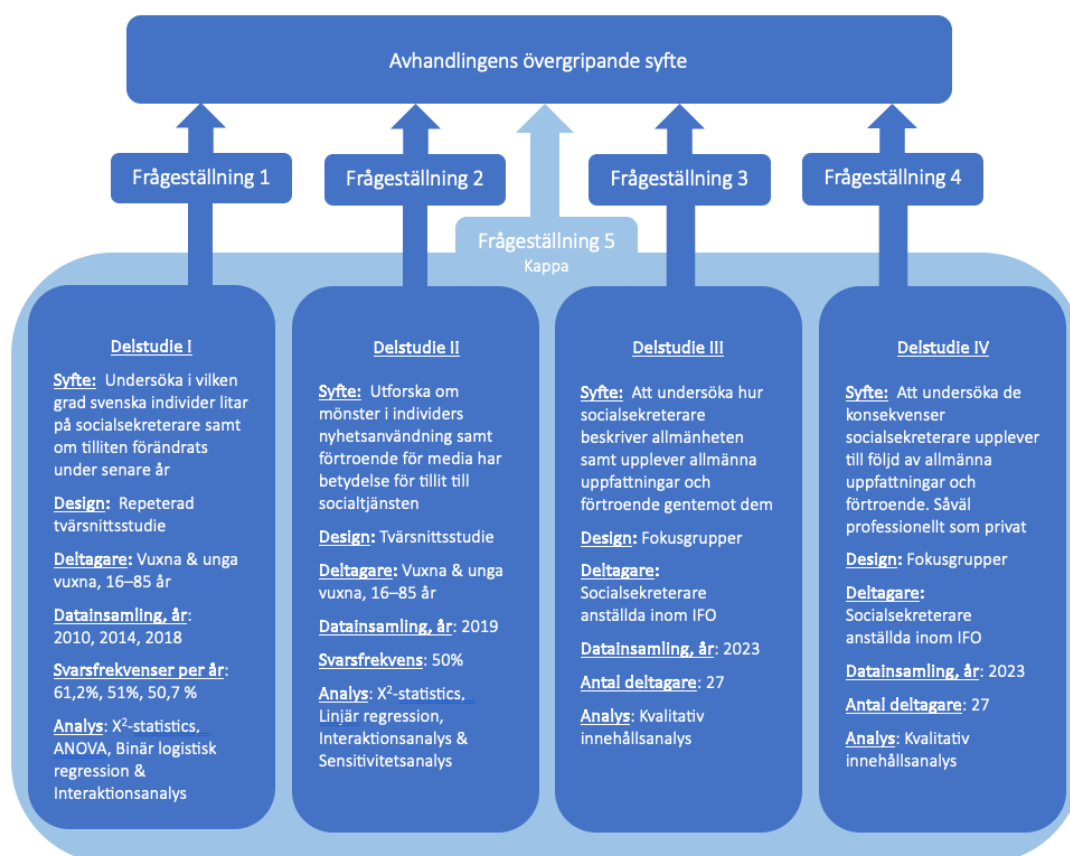 Avhandlingens övergripande syfte
Frågeställning 1
Frågeställning 2
Frågeställning 3
Frågeställning 4
Frågeställning 5
Kappa
Delstudie I
Syfte: Undersöka i vilken
grad svenska individer litar
på socialsekreterare samt
om tilliten förändrats
under senare år
Design: Repeterad
tvärsnittsstudie
Deltagare: Vuxna & unga
vuxna, 16–85 år
Datainsamling, år:
2010, 2014, 2018
Svarsfrekvenser per år:
61,2%, 51%, 50,7 %
Analys: X²-statistics,
ANOVA, Binär logistisk
regression &
Interaktionsanalys
Delstudie II
Syfte: Utforska om
mönster i individers
nyhetsanvändning samt
förtroende för media har
betydelse för tillit till
socialtjänsten
Design: Tvärsnittsstudie
Deltagare: Vuxna & unga
vuxna, 16–85 år
Datainsamling, år: 2019
Svarsfrekvens: 50%
Analys: X²-statistics,
Linjär regression,
Interaktionsanalys &
Sensitivitetsanalys
Delstudie III
Syfte: Att undersöka hur
socialsekreterare
beskriver allmänheten
samt upplever allmänna
uppfattningar och
förtroende gentemot dem
Design: Fokusgrupper
Deltagare:
Socialsekreterare
anställda inom IFO
Datainsamling, år: 2023
Antal deltagare: 27
Analys: Kvalitativ
innehållsanalys
Delstudie IV
Syfte: Att undersöka de
konsekvenser
socialsekreterare upplever
till följd av allmänna
uppfattningar och
förtroende. Såväl
professionellt som privat
Design: Fokusgrupper
Deltagare:
Socialsekreterare
anställda inom IFO
Datainsamling, år: 2023
Antal deltagare: 27
Analys: Kvalitativ
innehållsanalys